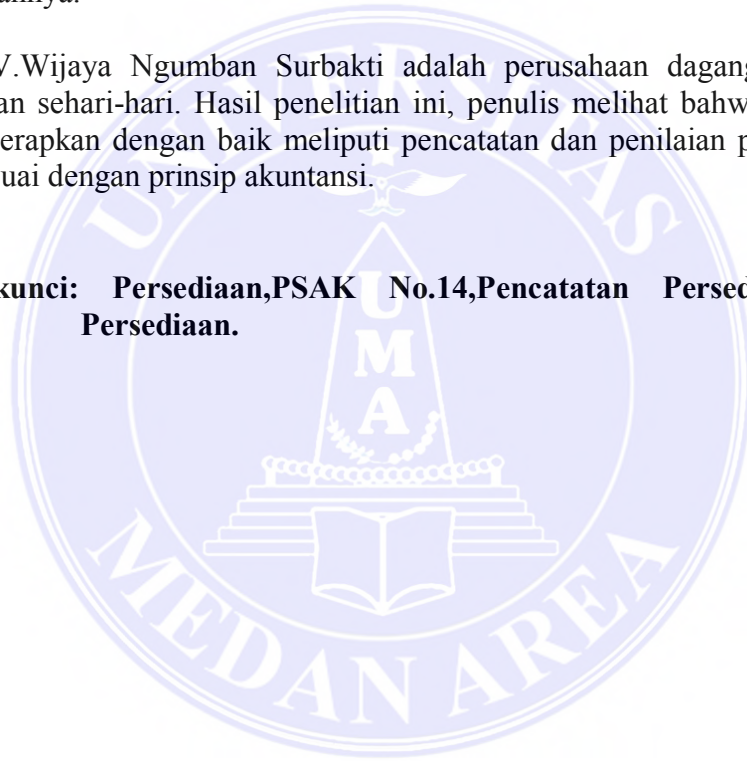 V.Wijaya Ngumban Surbakti adalah perusahaan dagang
an sehari-hari. Hasil penelitian ini, penulis melihat bahw
erapkan dengan baik meliputi pencatatan dan penilaian p
uai dengan prinsip akuntansi.
kunci: Persediaan,PSAK No.14,Pencatatan Persed
Persediaan.
UNIVERSITAS
UMA
MEDAN AREA